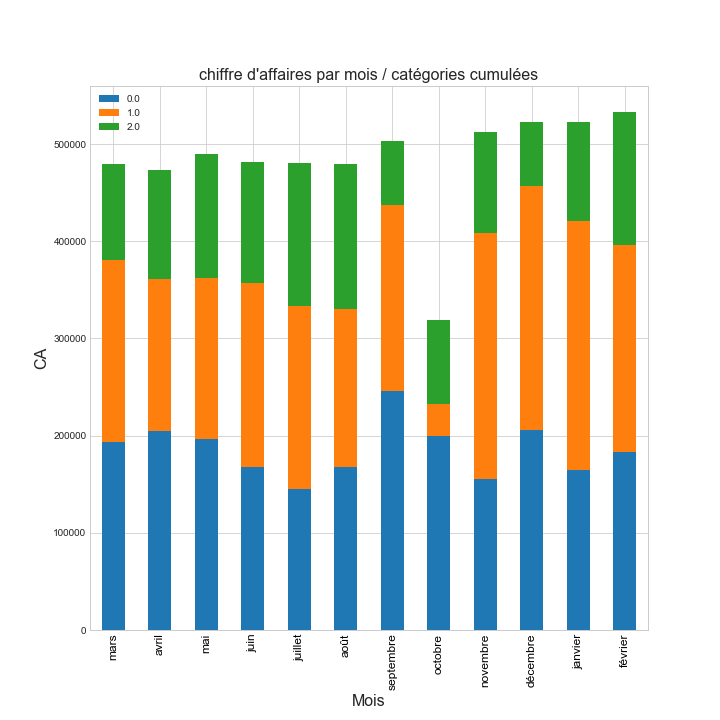 chiffre d'affaires par mois / catégories cumulées
0.0
1.0
2.0
500000
400000
300000
200000
100000
0
CA
mars
avril
mai
juin
juillet
août
septembre
octobre
novembre
décembre
janvier
février
Mois